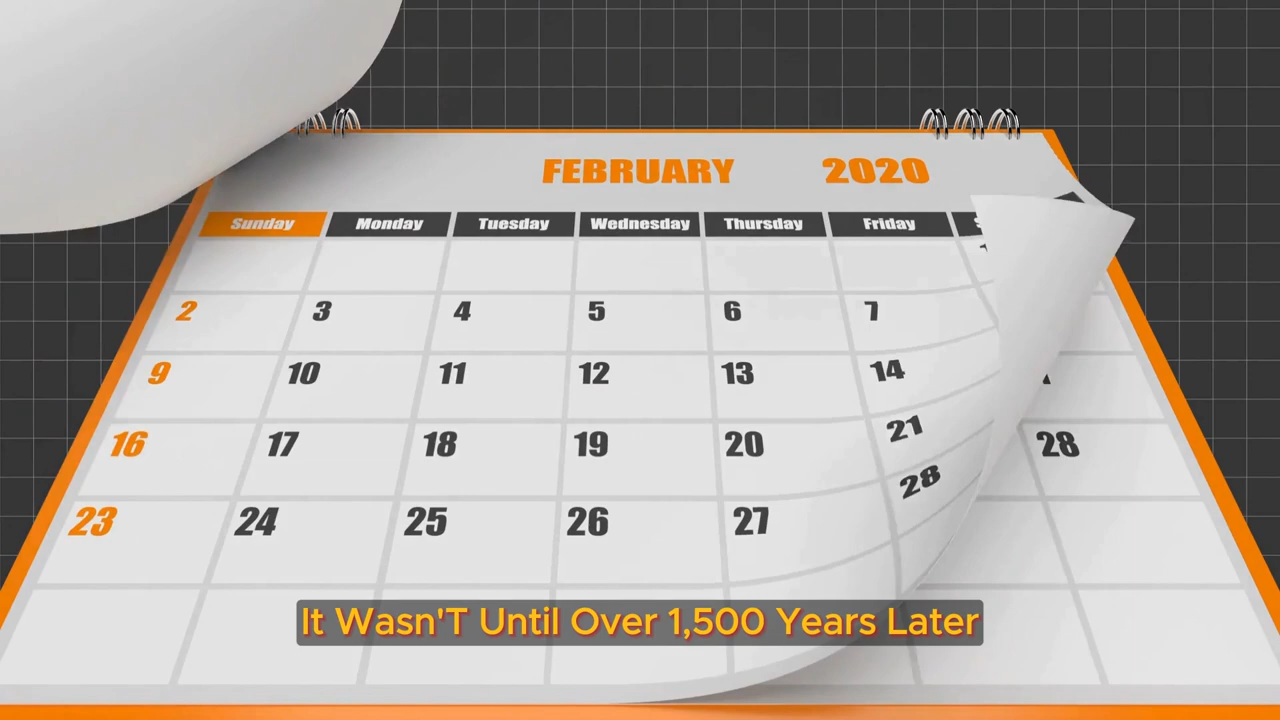 FEBRUARY 2020
Sunday Monday Tuesday Wednesday Thursday Friday
2 3 4 5 6 7
9 10 11 12 13 14
16 17 18 19 20 21 28
23 24 25 26 27 28
It Wasn'T Until Over 1,500 Years Later